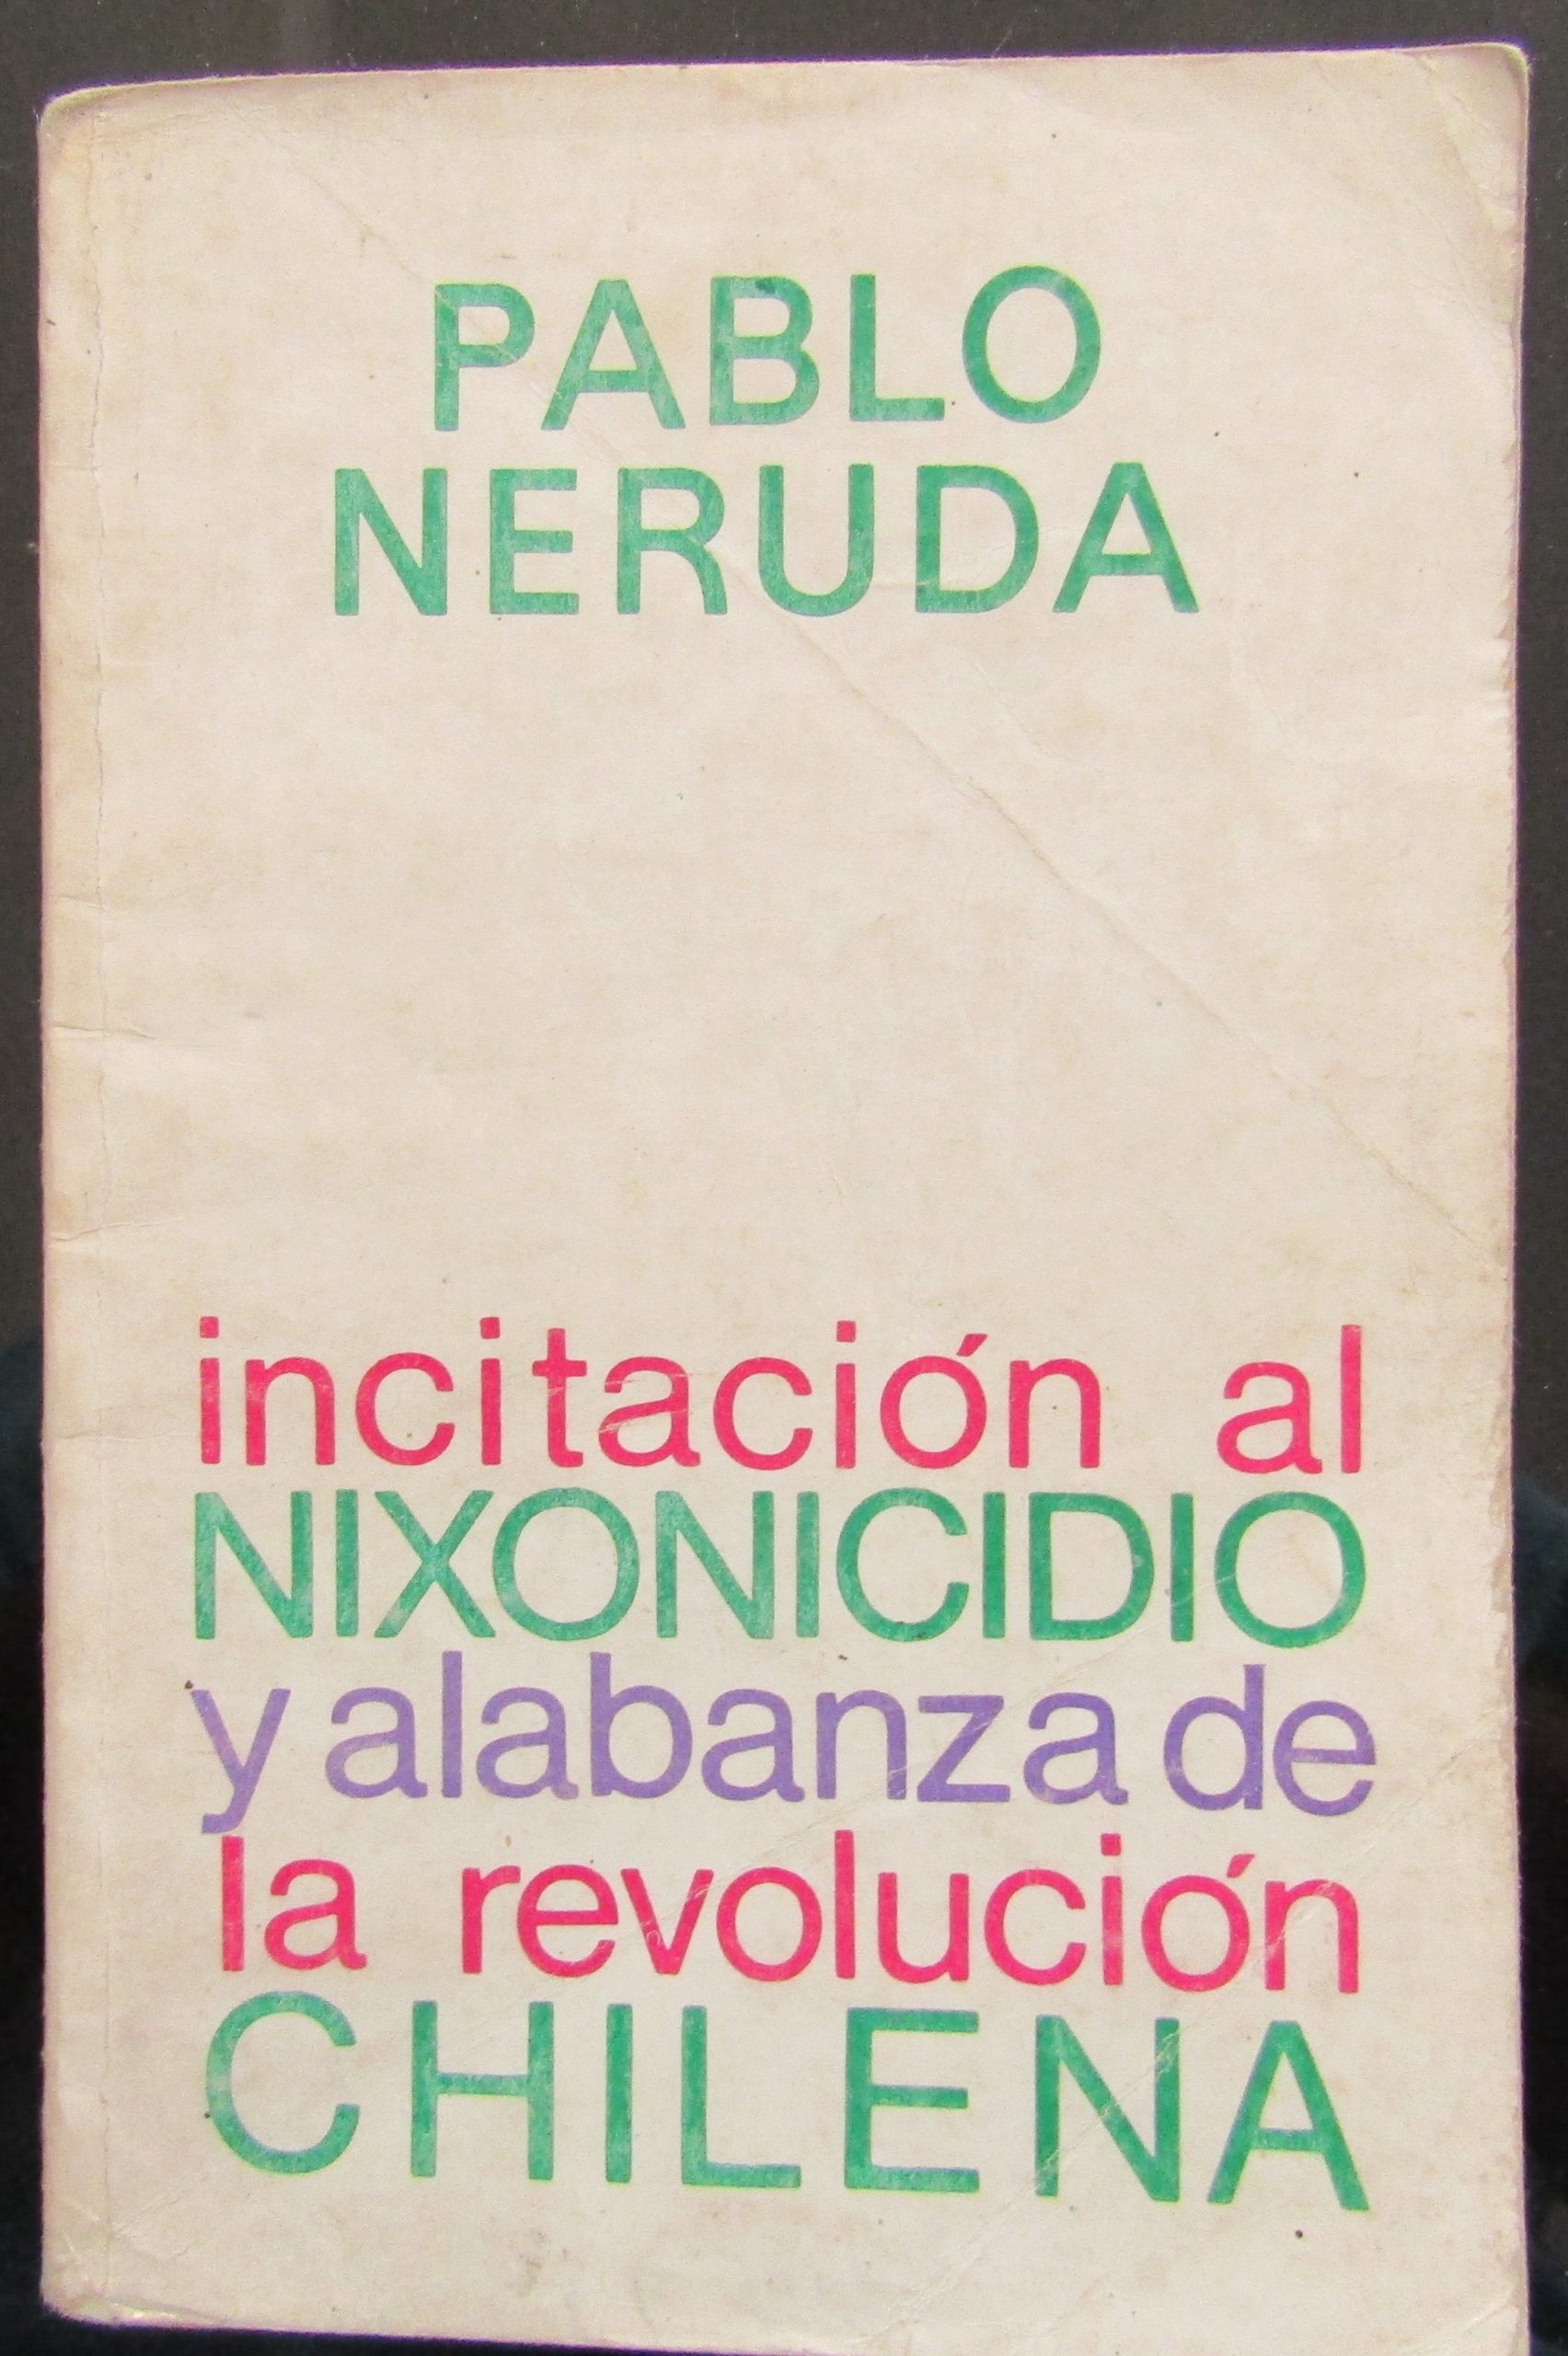 PABLO
NERUDA
incitación al
NIXONICIDIO
y alabanza de
la revolución
CHILENA